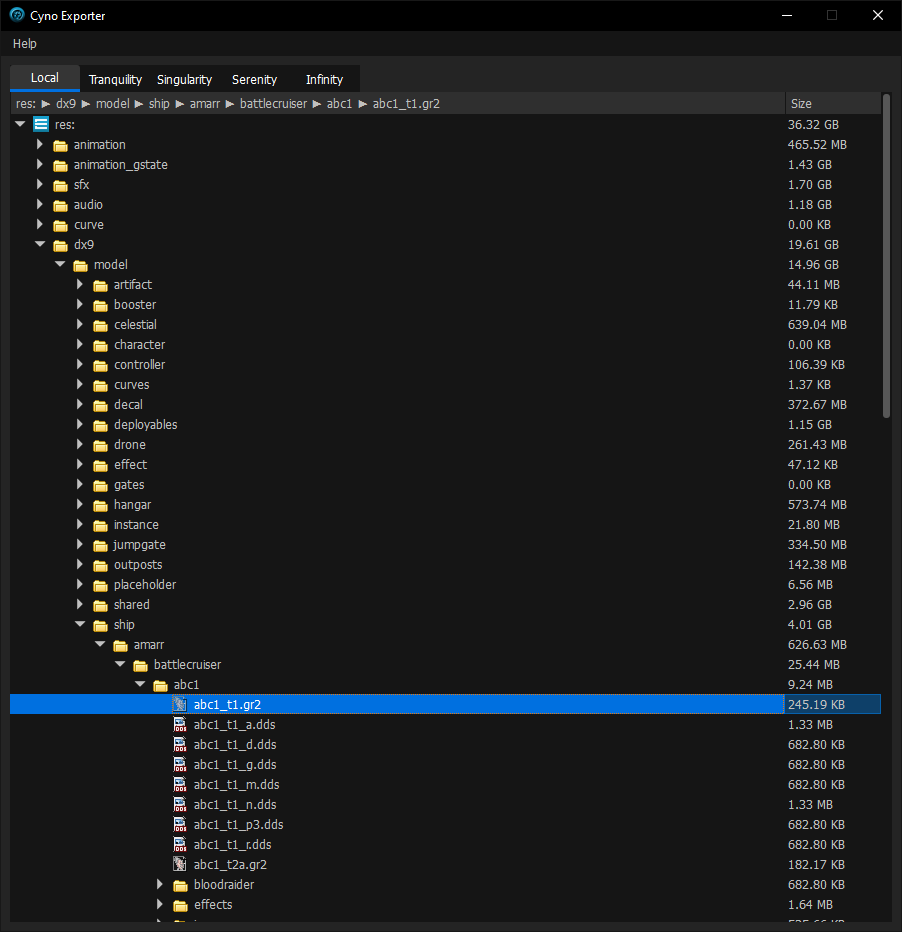 Cyno Exporter
Help
Local Tranquility Singularity Serenity Infinity
res: ▶ dx9 ▶ model ▶ ship ▶ amarr ▶ battlecruiser ▶ abc1 ▶ abc1_t1.gr2 Size
res: 36.32 GB
animation 465.52 MB
animation_gstate 1.43 GB
sfx 1.70 GB
audio 1.18 GB
curve 0.00 KB
dx9 19.61 GB
model 14.96 GB
artifact 44.11 MB
booster 11.79 KB
celestial 639.04 MB
character 0.00 KB
controller 106.39 KB
curves 1.37 KB
decal 372.67 MB
deployables 1.15 GB
drone 261.43 MB
effect 47.12 KB
gates 0.00 KB
hangar 573.74 MB
instance 21.80 MB
jumpgate 334.50 MB
outposts 142.38 MB
placeholder 6.56 MB
shared 2.96 GB
ship 4.01 GB
amarr 626.63 MB
battlecruiser 25.44 MB
abc1 9.24 MB
abc1_t1.gr2 245.19 KB
abc1_t1_a.dds 1.33 MB
abc1_t1_d.dds 682.80 KB
abc1_t1_g.dds 682.80 KB
abc1_t1_m.dds 682.80 KB
abc1_t1_n.dds 1.33 MB
abc1_t1_p3.dds 682.80 KB
abc1_t1_r.dds 682.80 KB
abc1_t2a.gr2 182.17 KB
bloodraider 682.80 KB
effects 1.64 MB